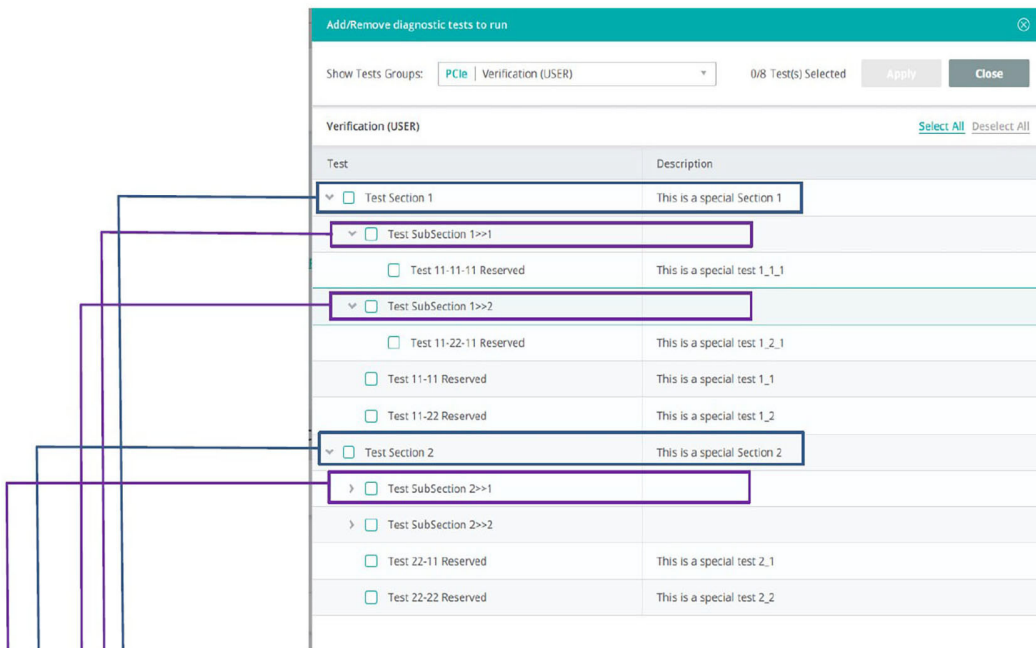 Add/Remove diagnostic tests to run
Show Tests Groups: PCIe | Verification (USER) 0/8 Test(s) Selected Apply Close
Verification (USER) Select All Deselect All
Test Description
Test Section 1 This is a special Section 1
Test SubSection 1>>1
Test 11-11-11 Reserved This is a special test 1_1_1
Test SubSection 1>>2
Test 11-22-11 Reserved This is a special test 1_2_1
Test 11-11 Reserved This is a special test 1_1
Test 11-22 Reserved This is a special test 1_2
Test Section 2 This is a special Section 2
Test SubSection 2>>1
Test SubSection 2>>2
Test 22-11 Reserved This is a special test 2_1
Test 22-22 Reserved This is a special test 2_2